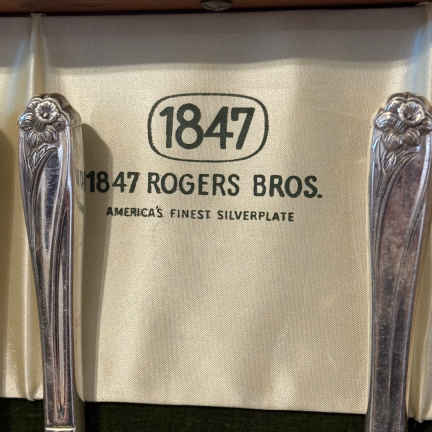 1847
1847 ROGERS BROS.
AMERICA'S FINEST SILVERPLATE